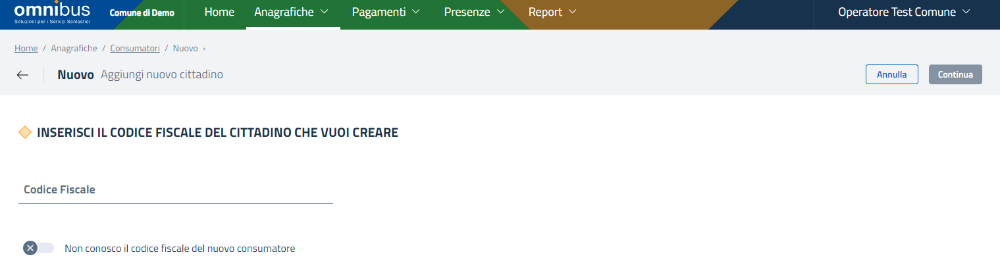 omnibus
Soluzioni per i Servizi Scolastici
Comune di Demo
Home
Anagrafiche
Pagamenti
Presenze
Report
Operatore Test Comune
Home / Anagrafiche / Consumatori / Nuovo ›
Nuovo Aggiungi nuovo cittadino
Annulla
Continua
INSERISCI IL CODICE FISCALE DEL CITTADINO CHE VUOI CREARE
Codice Fiscale
Non conosco il codice fiscale del nuovo consumatore